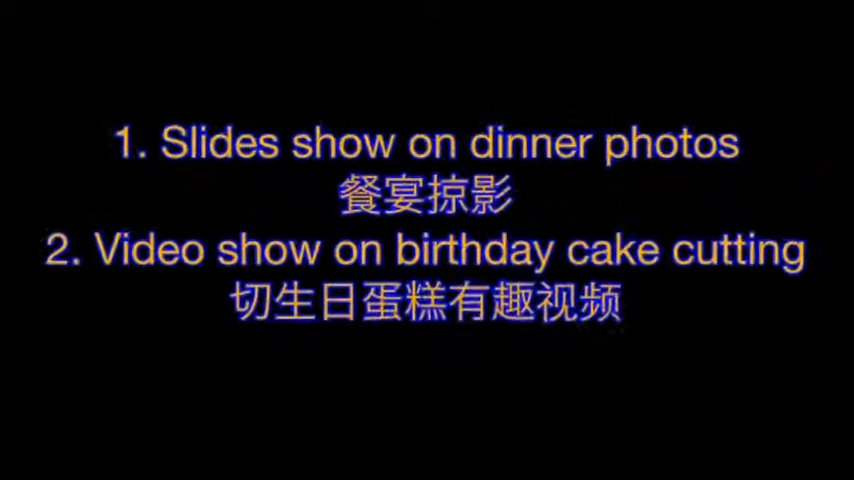 1. Slides show on dinner photos
餐宴掠影
2. Video show on birthday cake cutting
切生日蛋糕有趣视频